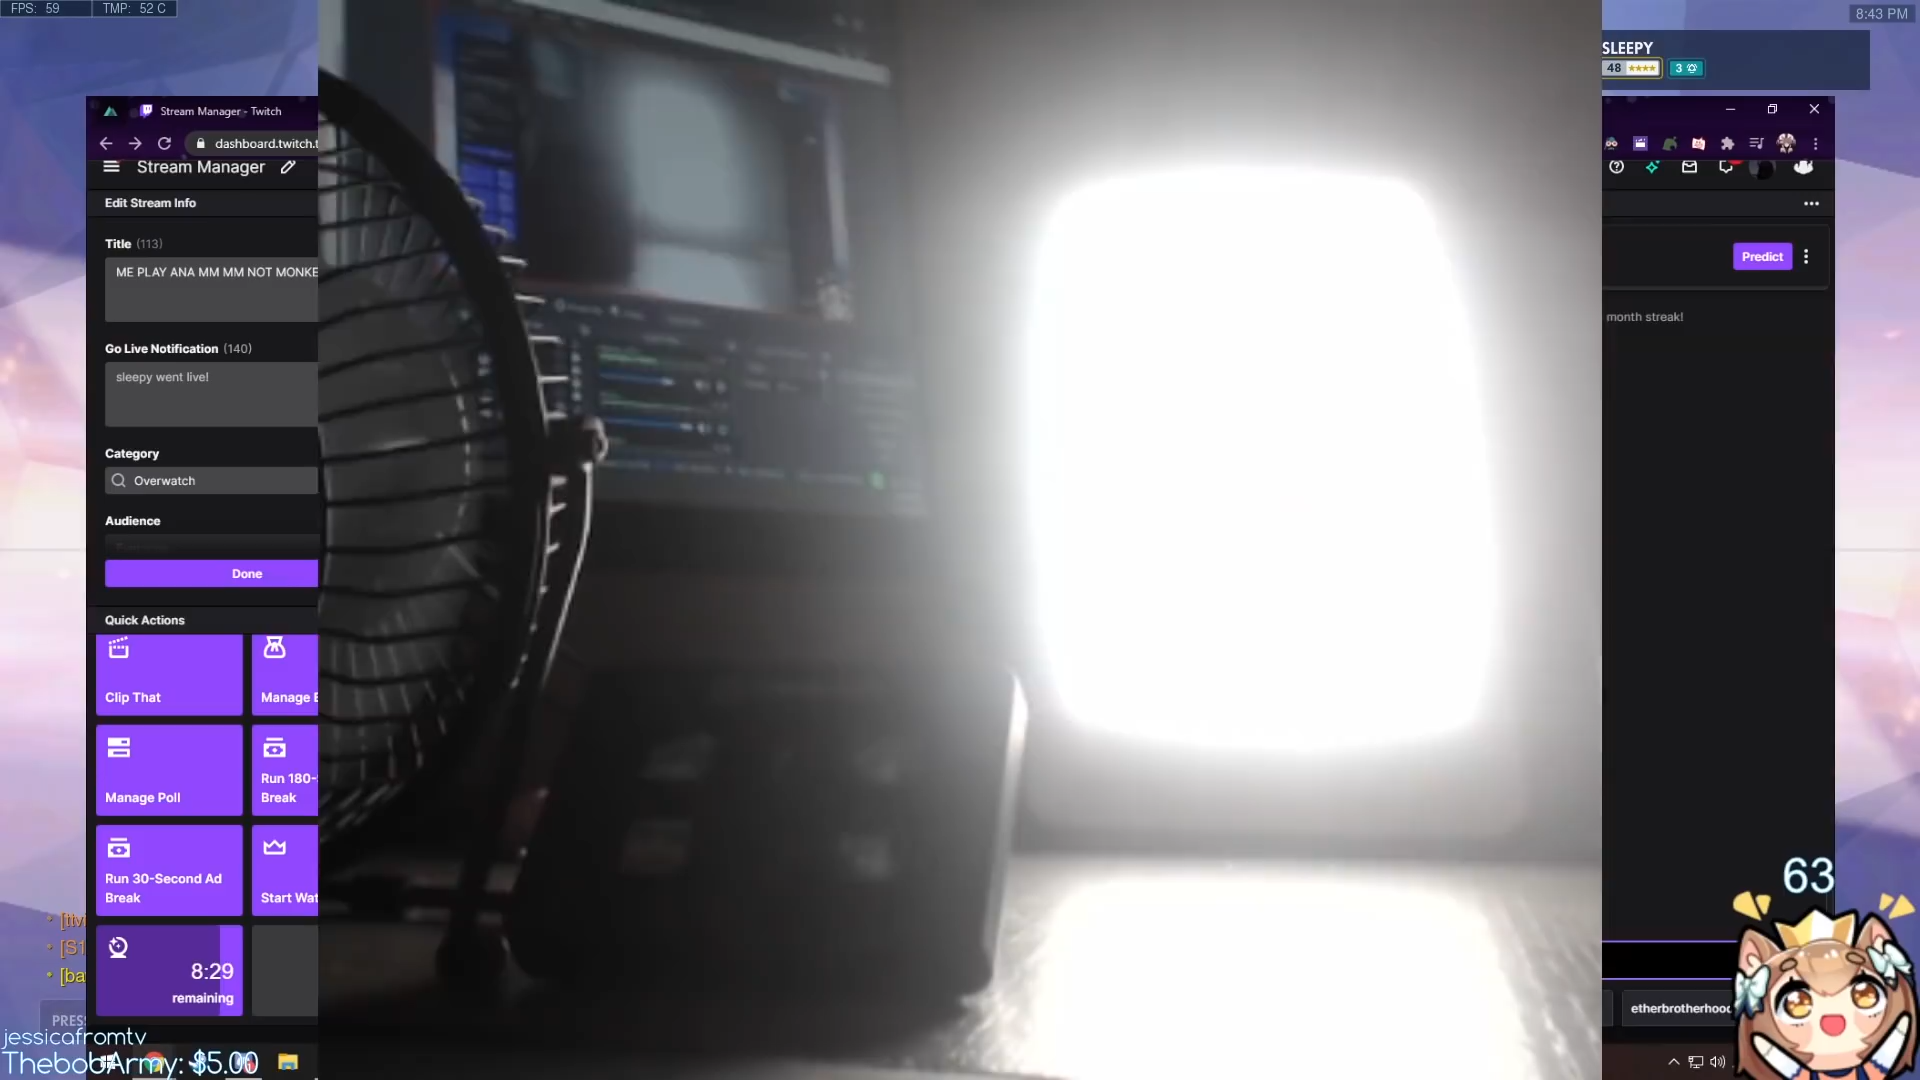 FPS: 59 TMP: 52 C
8:43 PM
SLEEPY
48 3
Stream Manager - Twitch
dashboard.twitch.t
Stream Manager
Edit Stream Info
Title (113)
Predict
ME PLAY ANA MM MM NOT MONKE
month streak!
Go Live Notification (140)
sleepy went live!
Category
Overwatch
Audience
Done
Quick Actions
Clip That
Manage
Manage Poll
Run 180-
Break
Run 30-Second Ad
Break
Start Wat
63
8:29
remaining
etherbrotherhood
PRES
jessicafromtv
ThebobArmy: $5.00